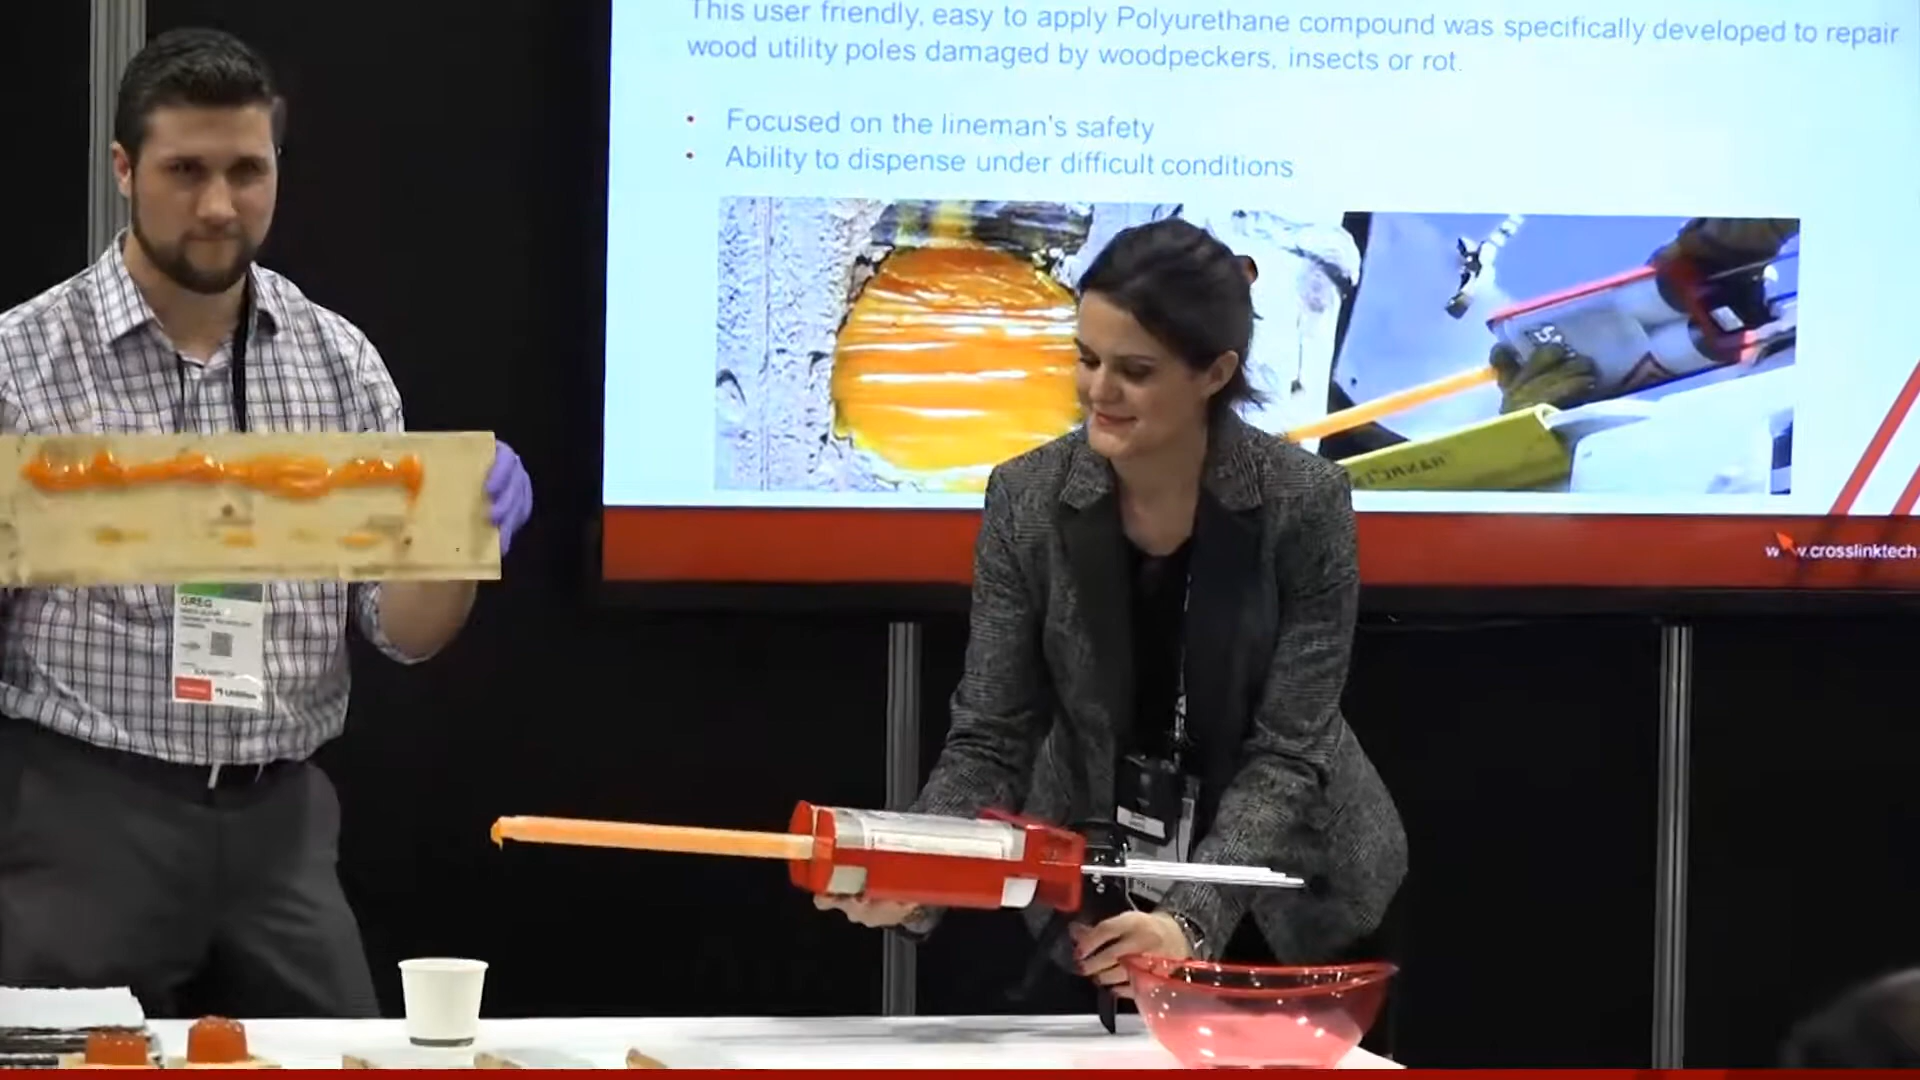 This user friendly, easy to apply Polyurethane compound was specifically developed to repair
wood utility poles damaged by woodpeckers, insects or rot.
• Focused on the lineman's safety
• Ability to dispense under difficult conditions
GREG